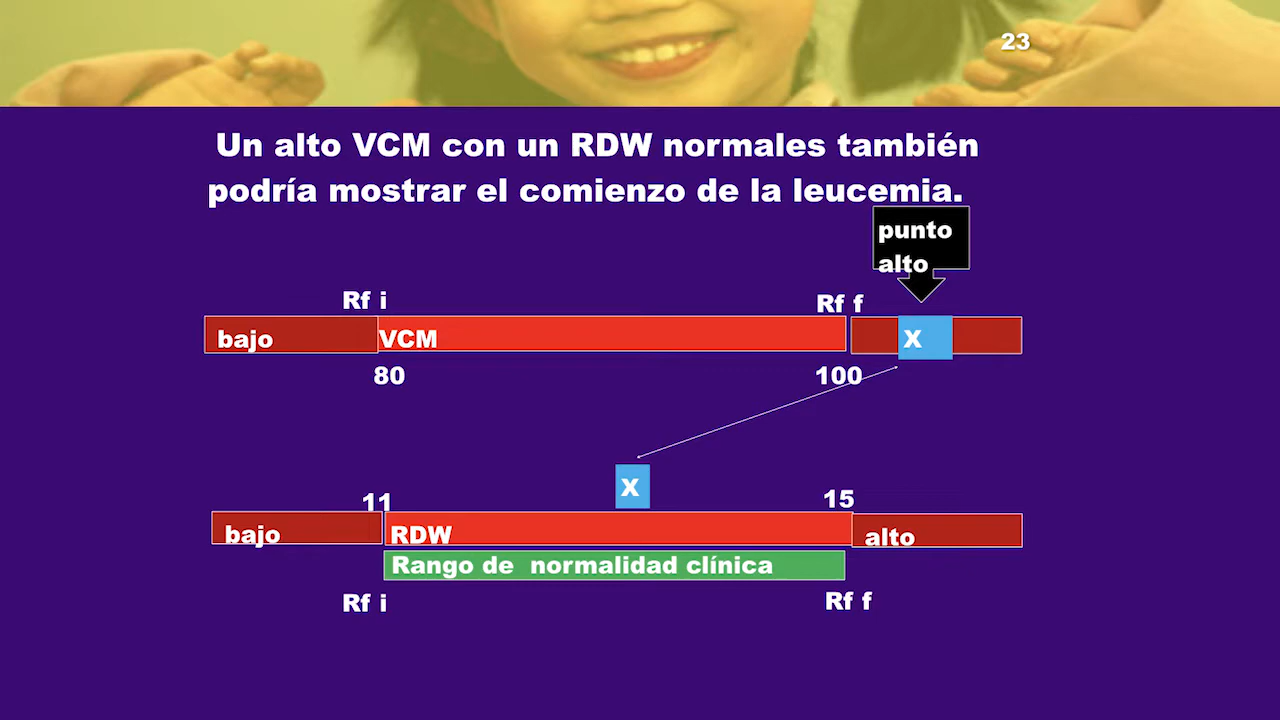 23
Un alto VCM con un RDW normales también
podría mostrar el comienzo de la leucemia.
punto
alto
Rf i
Rf f
bajo
VCM
X
80
100
X
11
15
bajo
RDW
alto
Rango de  normalidad clínica
Rf i
Rf f